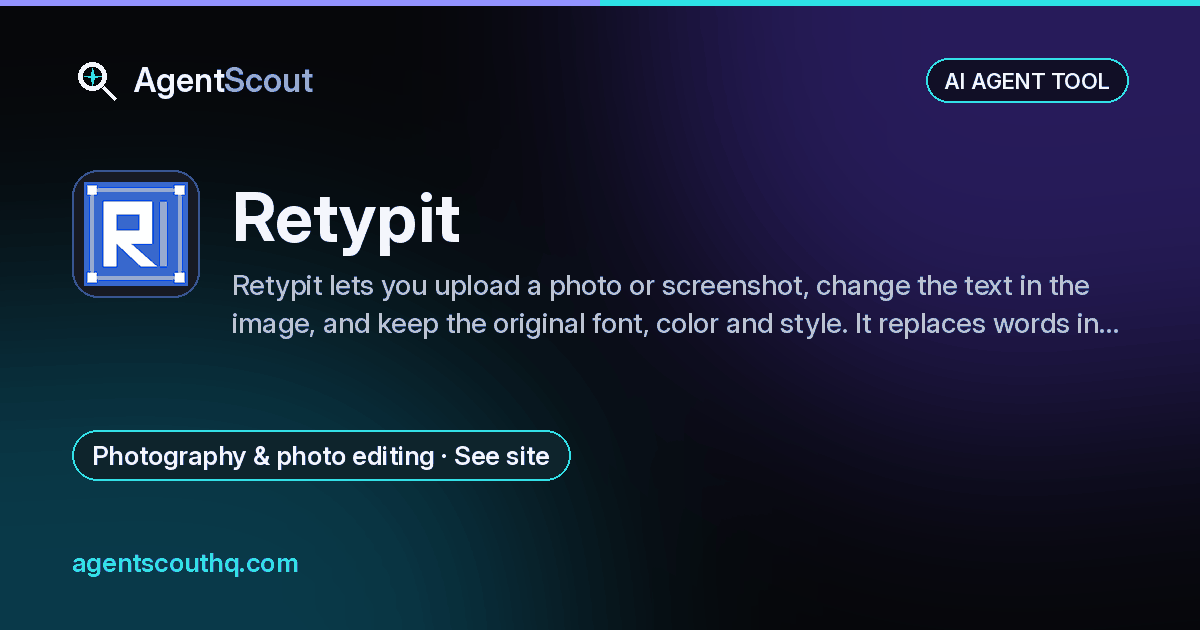 AgentScout
AI AGENT TOOL
R
Retypit
Retypit lets you upload a photo or screenshot, change the text in the
image, and keep the original font, color and style. It replaces words in...
Photography & photo editing · See site
agentscouthq.com